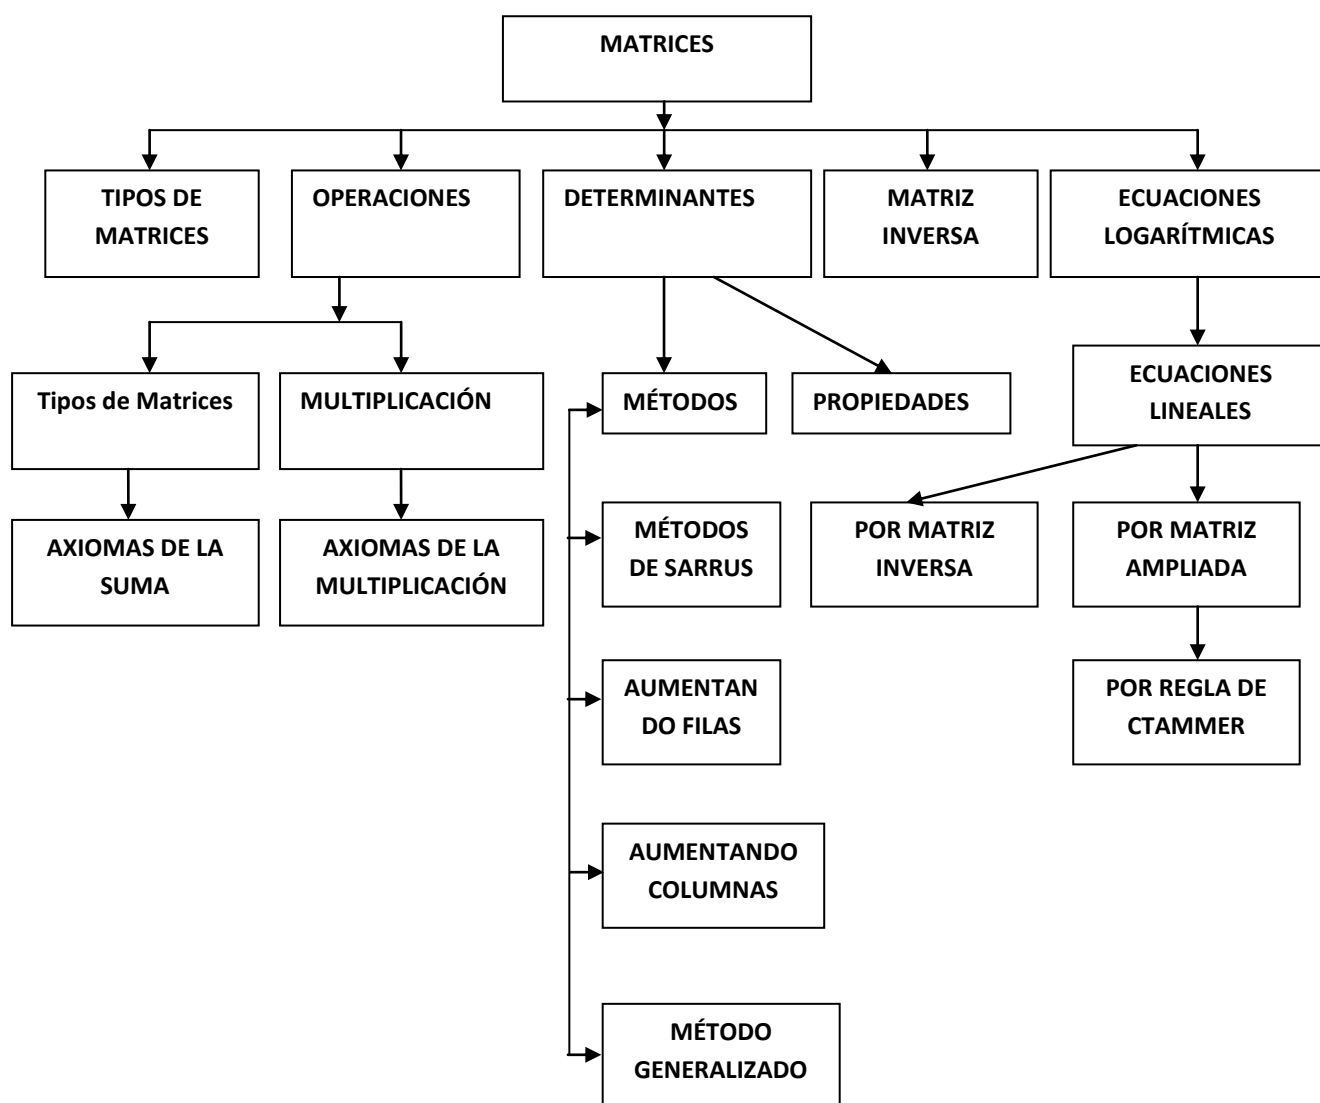 MATRICES
TIPOS DE
MATRICES
OPERACIONES
DETERMINANTES
MATRIZ
INVERSA
ECUACIONES
LOGARÍTMICAS
Tipos de Matrices
MULTIPLICACIÓN
MÉTODOS
PROPIEDADES
ECUACIONES
LINEALES
AXIOMAS DE LA
SUMA
AXIOMAS DE LA
MULTIPLICACIÓN
MÉTODOS
DE SARRUS
POR MATRIZ
INVERSA
POR MATRIZ
AMPLIADA
AUMENTAN
DO FILAS
POR REGLA DE
CTAMMER
AUMENTANDO
COLUMNAS
MÉTODO
GENERALIZADO